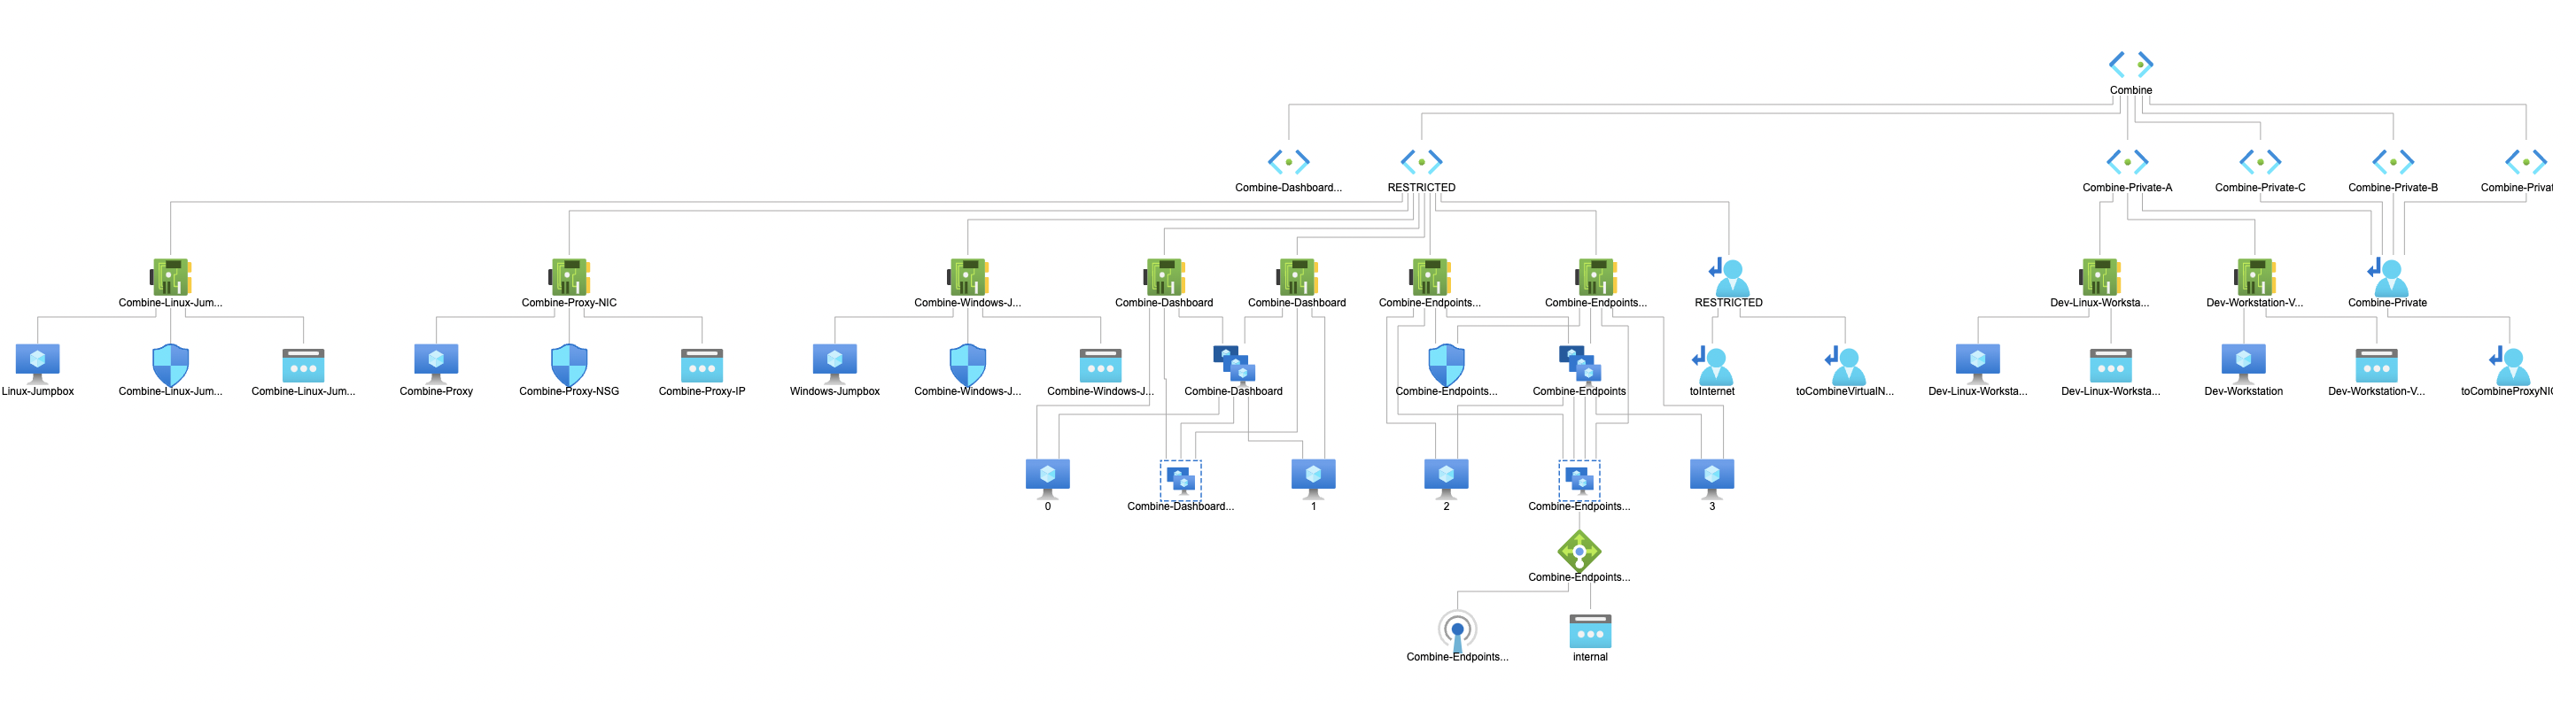 Combine
Combine-Dashboard...
RESTRICTED
Combine-Private-A
Combine-Private-C
Combine-Private-B
Combine-Privat
Combine-Linux-Jum...
Combine-Proxy-NIC
Combine-Windows-J...
Combine-Dashboard
Combine-Dashboard
Combine-Endpoints...
Combine-Endpoints...
RESTRICTED
Dev-Linux-Worksta...
Dev-Workstation-V...
Combine-Private
Linux-Jumpbox
Combine-Linux-Jum...
Combine-Linux-Jum...
Combine-Proxy
Combine-Proxy-NSG
Combine-Proxy-IP
Windows-Jumpbox
Combine-Windows-J...
Combine-Windows-J...
Combine-Dashboard
Combine-Endpoints...
Combine-Endpoints
toInternet
toCombineVirtualN...
Dev-Linux-Worksta...
Dev-Linux-Worksta...
Dev-Workstation
Dev-Workstation-V...
toCombineProxyNIC
0
Combine-Dashboard...
1
2
Combine-Endpoints...
3
Combine-Endpoints...
Combine-Endpoints...
internal